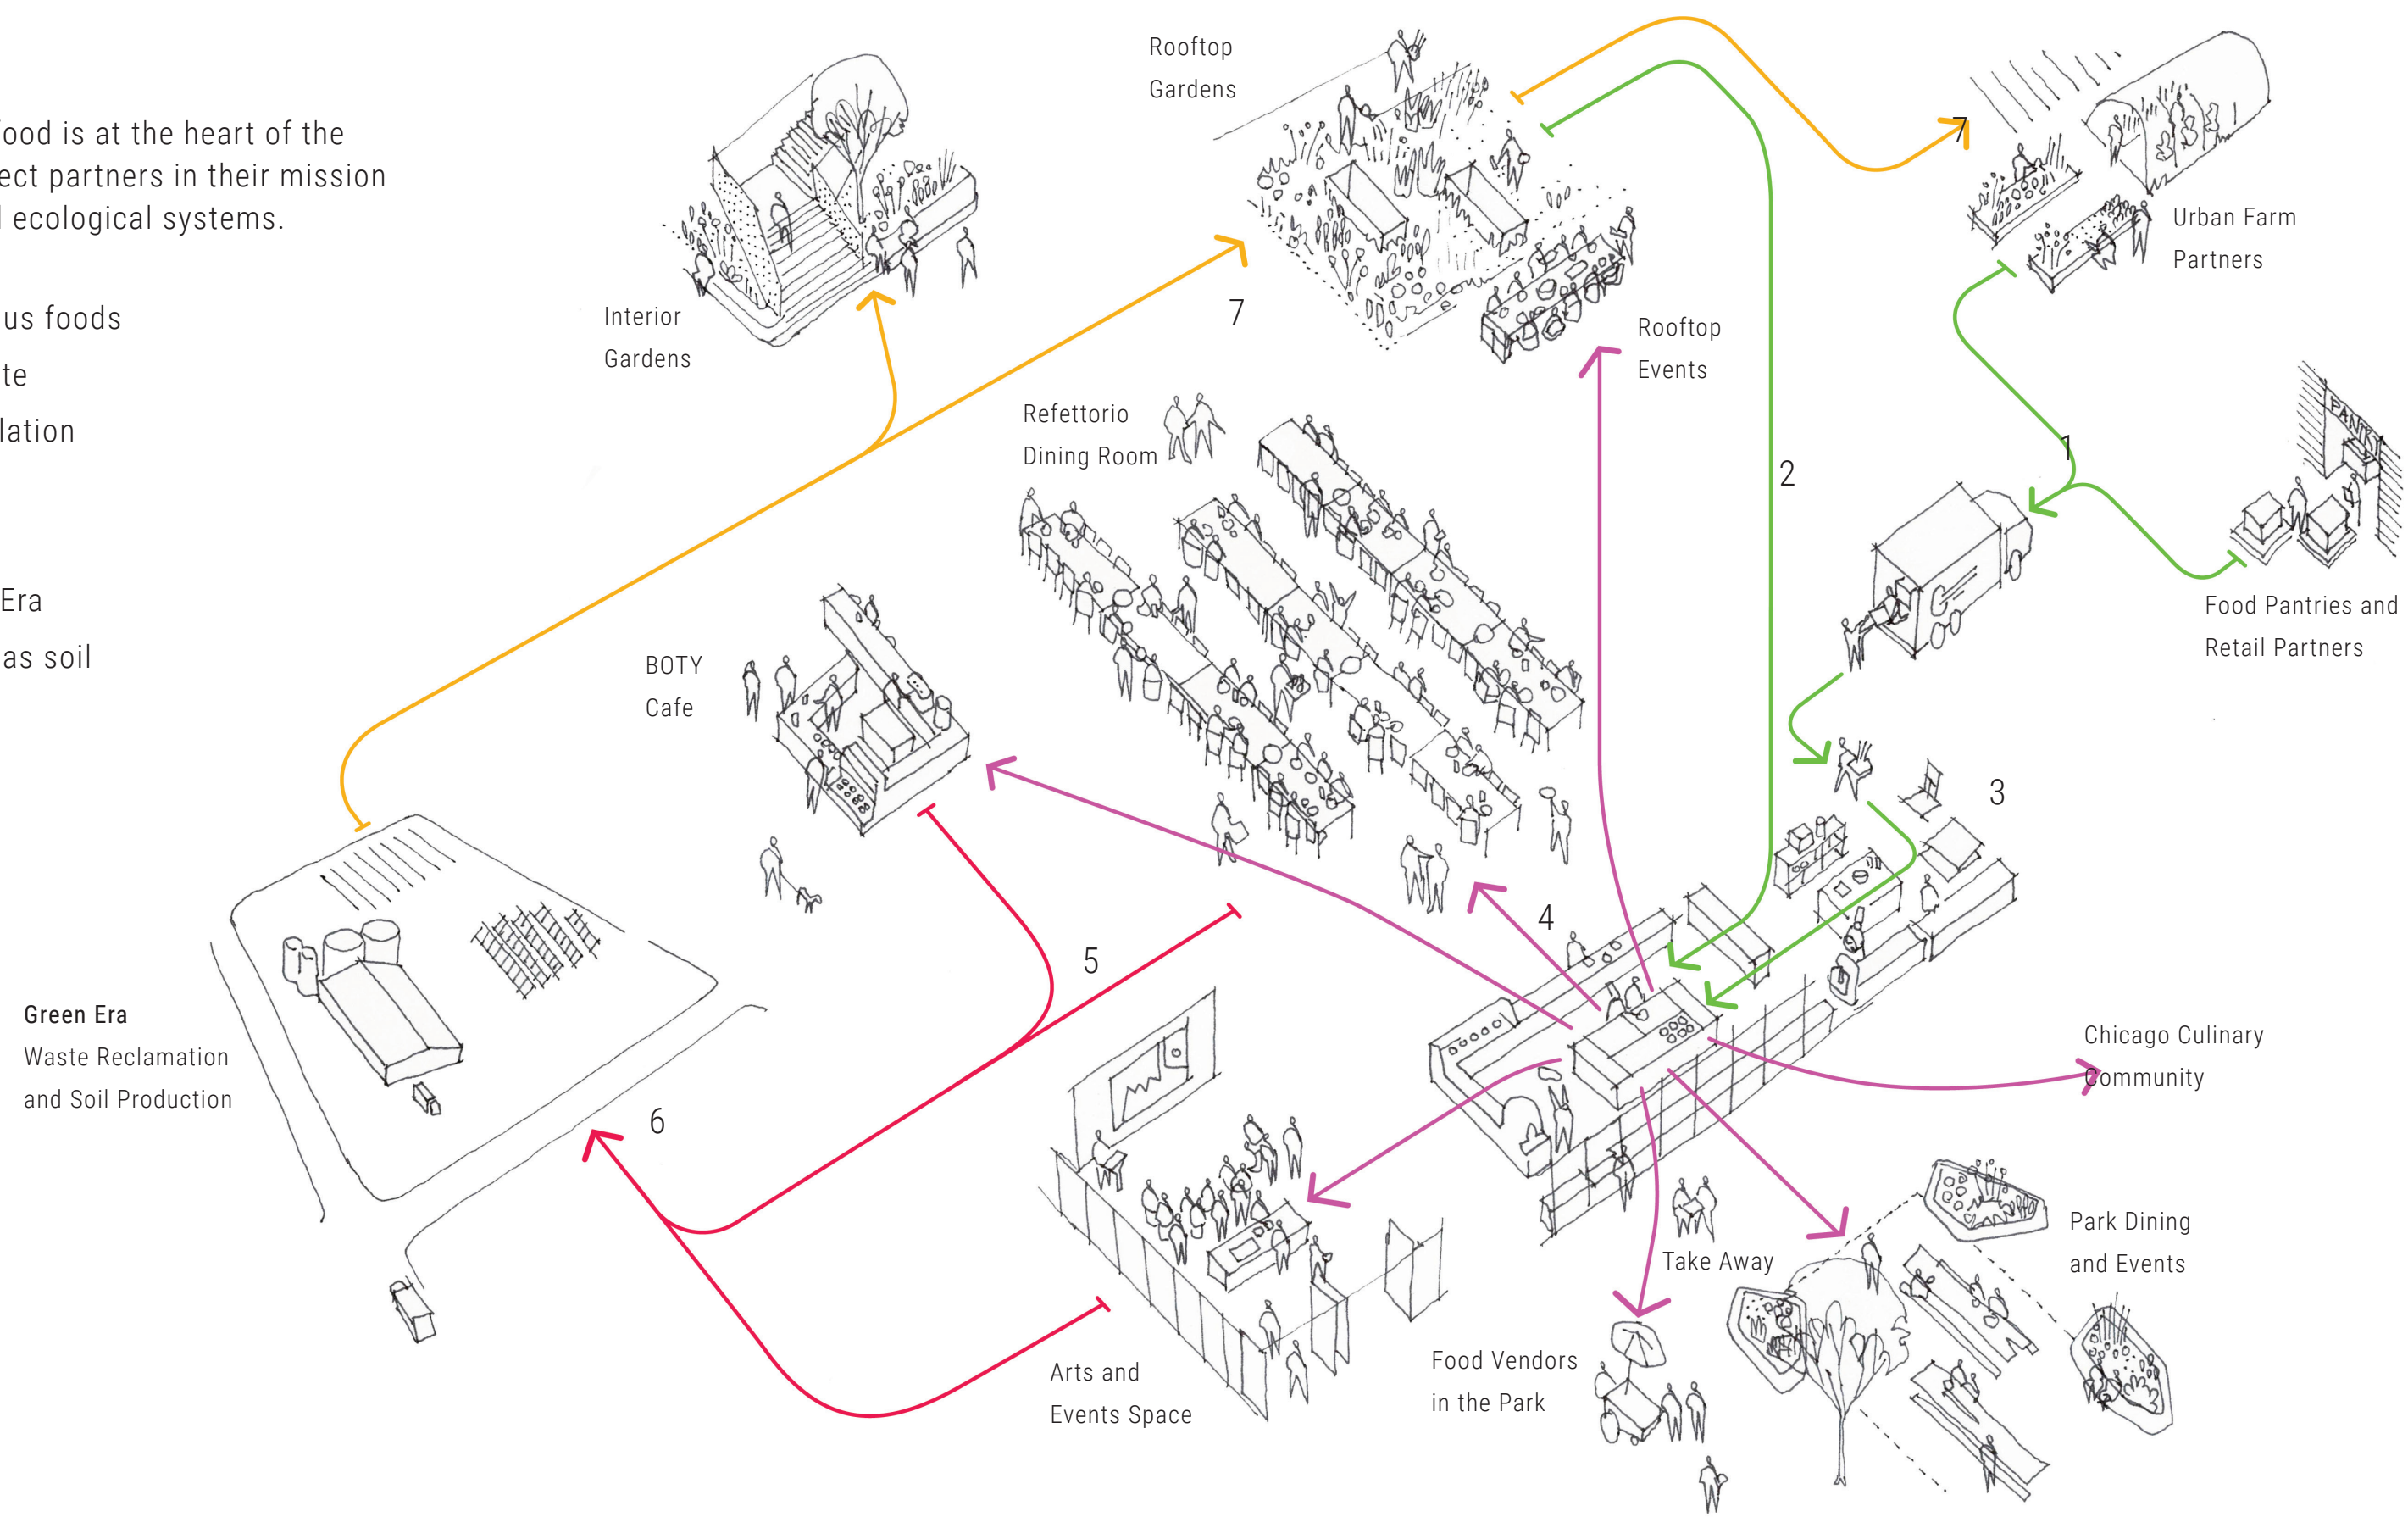 food is at the heart of the
ect partners in their mission
l ecological systems.
us foods
te
lation
Era
as soil
Interior
Gardens
Rooftop
Gardens
7
Rooftop
Events
7
Urban Farm
Partners
Refettorio
Dining Room
2
1
PANTRY
Food Pantries and
Retail Partners
BOTY
Cafe
3
4
5
Green Era
Waste Reclamation
and Soil Production
6
Chicago Culinary
Community
Park Dining
and Events
Take Away
Arts and
Events Space
Food Vendors
in the Park